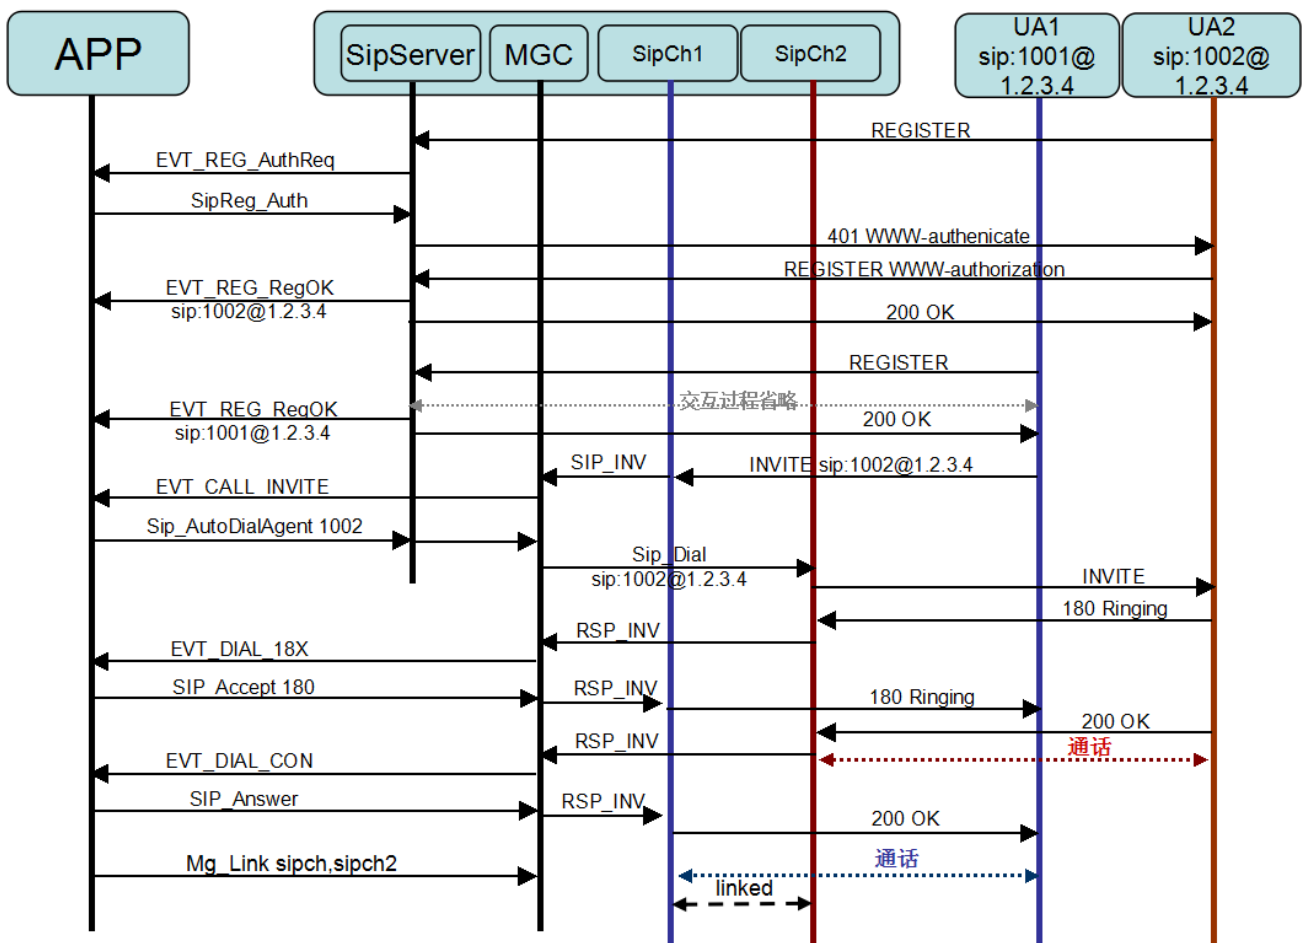 APP
SipServer
MGC
SipCh1
SipCh2
UA1
sip:1001@
1.2.3.4
UA2
sip:1002@
1.2.3.4
REGISTER
EVT_REG_AuthReq
SipReg_Auth
401 WWW-authenicate
REGISTER WWW-authorization
EVT_REG_RegOK
sip:1002@1.2.3.4
200 OK
REGISTER
交互过程省略
EVT_REG_RegOK
sip:1001@1.2.3.4
200 OK
SIP_INV
INVITE sip:1002@1.2.3.4
EVT_CALL_INVITE
Sip_AutoDialAgent 1002
Sip_Dial
sip:1002@1.2.3.4
INVITE
180 Ringing
RSP_INV
EVT_DIAL_18X
SIP_Accept 180
RSP_INV
180 Ringing
200 OK
RSP_INV
通话
EVT_DIAL_CON
SIP_Answer
RSP_INV
200 OK
Mg_Link sipch,sipch2
通话
linked